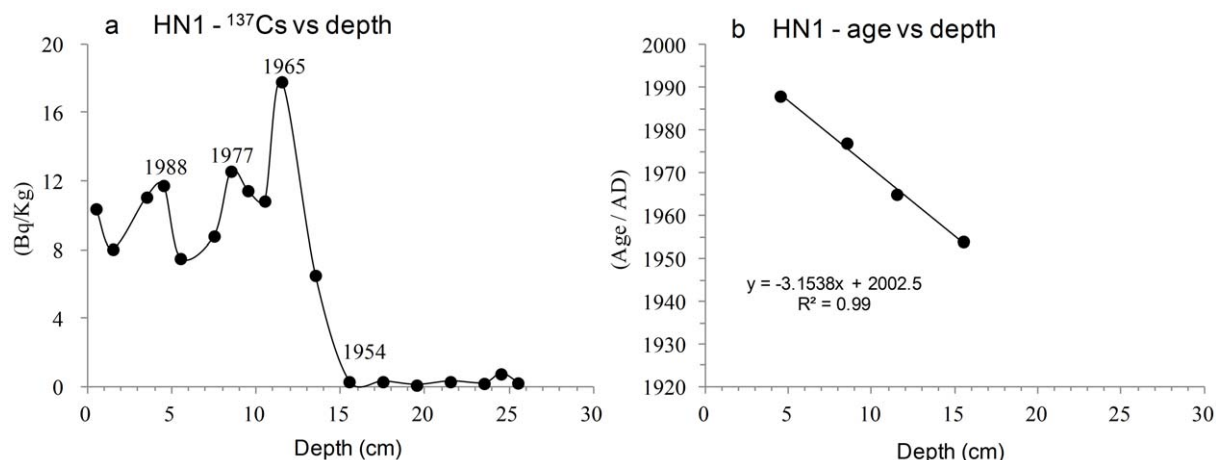 a HN1 - ¹³⁷Cs vs depth
20
16
12
8
4
0
(Bq/Kg)
1988
1977
1965
1954
0 5 10 15 20 25 30
Depth (cm)
b HN1 - age vs depth
2000
1990
1980
1970
1960
1950
1940
1930
1920
(Age / AD)
y = -3.1538x + 2002.5
R² = 0.99
0 5 10 15 20 25 30
Depth (cm)